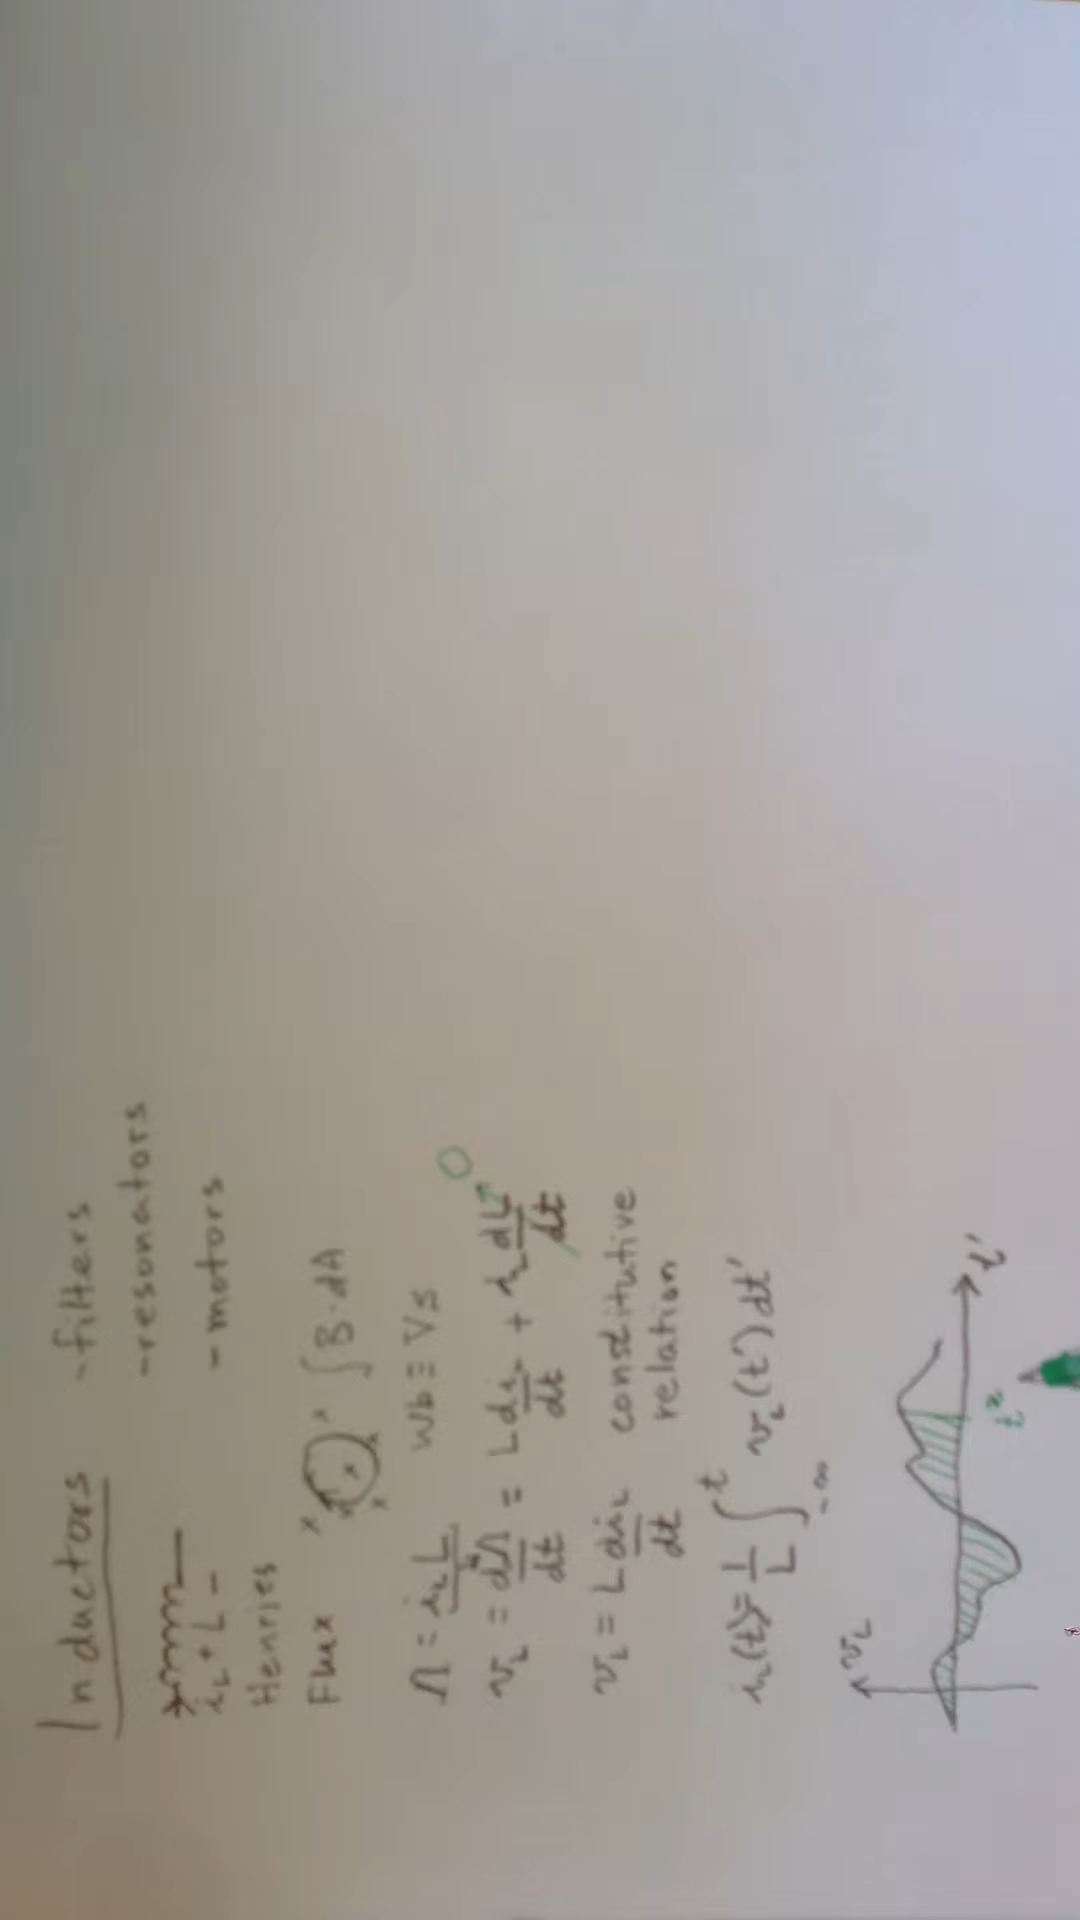 Inductors -filters
-resonators
-motors
i_L + L -
Henries
Flux ∫B·dA
Λ = i_L L Wb ≡ Vs
v_L = dΛ/dt = L di_L/dt + i_L dL/dt 0
v_L = L di_L/dt constitutive
relation
i_L(t) = 1/L ∫_{-∞}^{t} v_L(t') dt'
v_L
t'